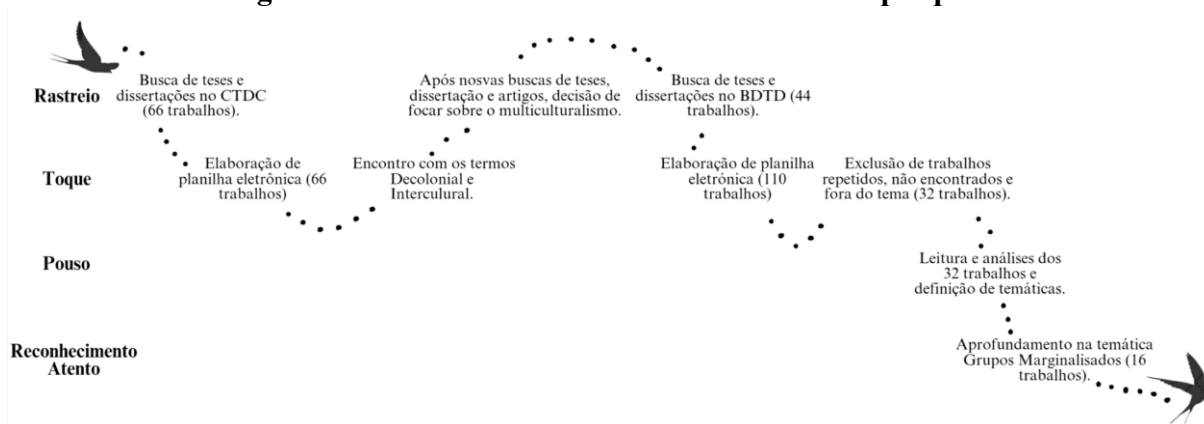 Rastreio
Busca de teses e
dissertações no CTDC
(66 trabalhos).
Após nosvas buscas de teses,
dissertação e artigos, decisão de
focar sobre o multiculturalismo.
Busca de teses e
dissertações no BDTD (44
trabalhos).
Toque
Elaboração de
planilha eletrônica (66
trabalhos)
Encontro com os termos
Decolonial e
Interculural.
Elaboração de planilha
eletrónica (110
trabalhos)
Exclusão de trabalhos
repetidos, não encontrados e
fora do tema (32 trabalhos).
Pouso
Leitura e análises dos
32 trabalhos e
definição de temáticas.
Reconhecimento
Atento
Aprofundamento na temática
Grupos Marginalisados (16
trabalhos).